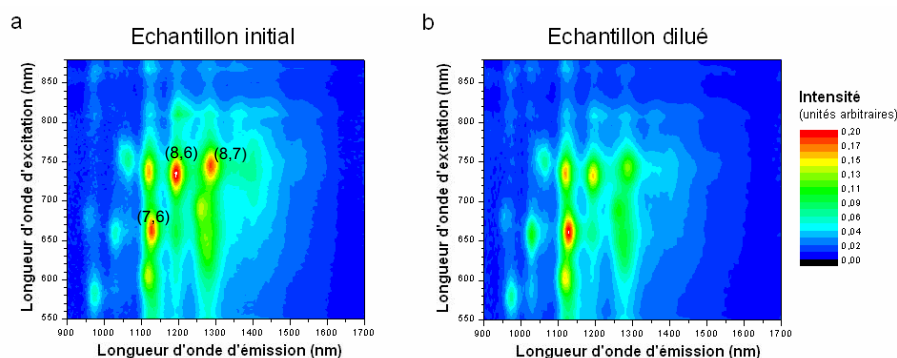 a
Echantillon initial
Longueur d'onde d'excitation (nm)
850
800
750
700
650
600
550
(8,6)
(8,7)
(7,6)
900 1000 1100 1200 1300 1400 1500 1600 1700
Longueur d'onde d'émission (nm)
b
Echantillon dilué
Longueur d'onde d'excitation (nm)
850
800
750
700
650
600
550
900 1000 1100 1200 1300 1400 1500 1600 1700
Longueur d'onde d'émission (nm)
Intensité
(unités arbitraires)
0,20
0,17
0,15
0,13
0,11
0,08
0,06
0,04
0,02
0,00